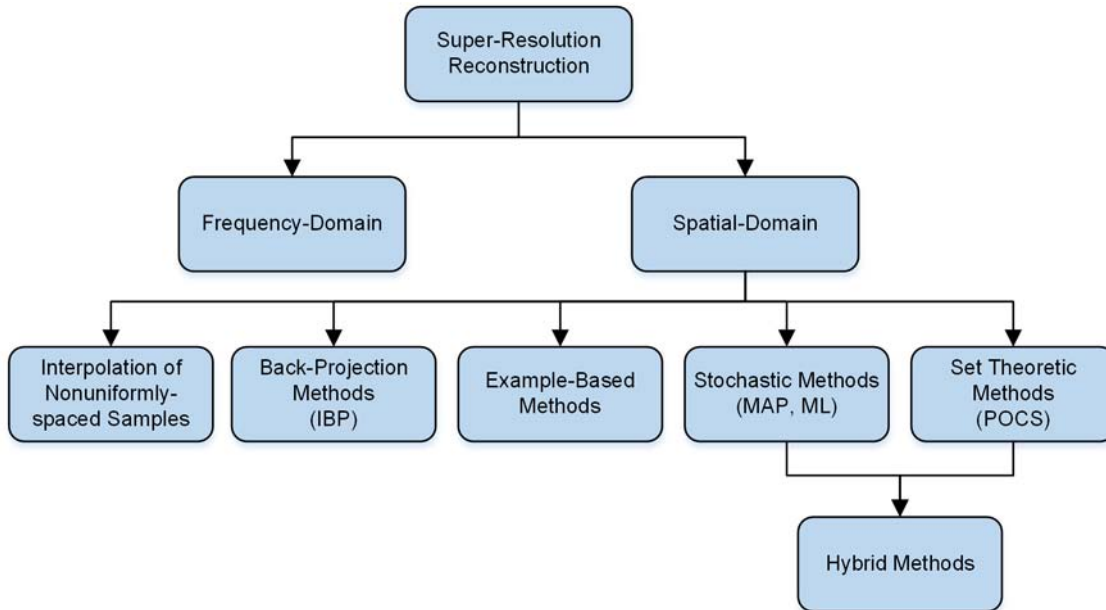 Super-Resolution
Reconstruction
Frequency-Domain
Spatial-Domain
Interpolation of
Nonuniformly-
spaced Samples
Back-Projection
Methods
(IBP)
Example-Based
Methods
Stochastic Methods
(MAP, ML)
Set Theoretic
Methods
(POCS)
Hybrid Methods